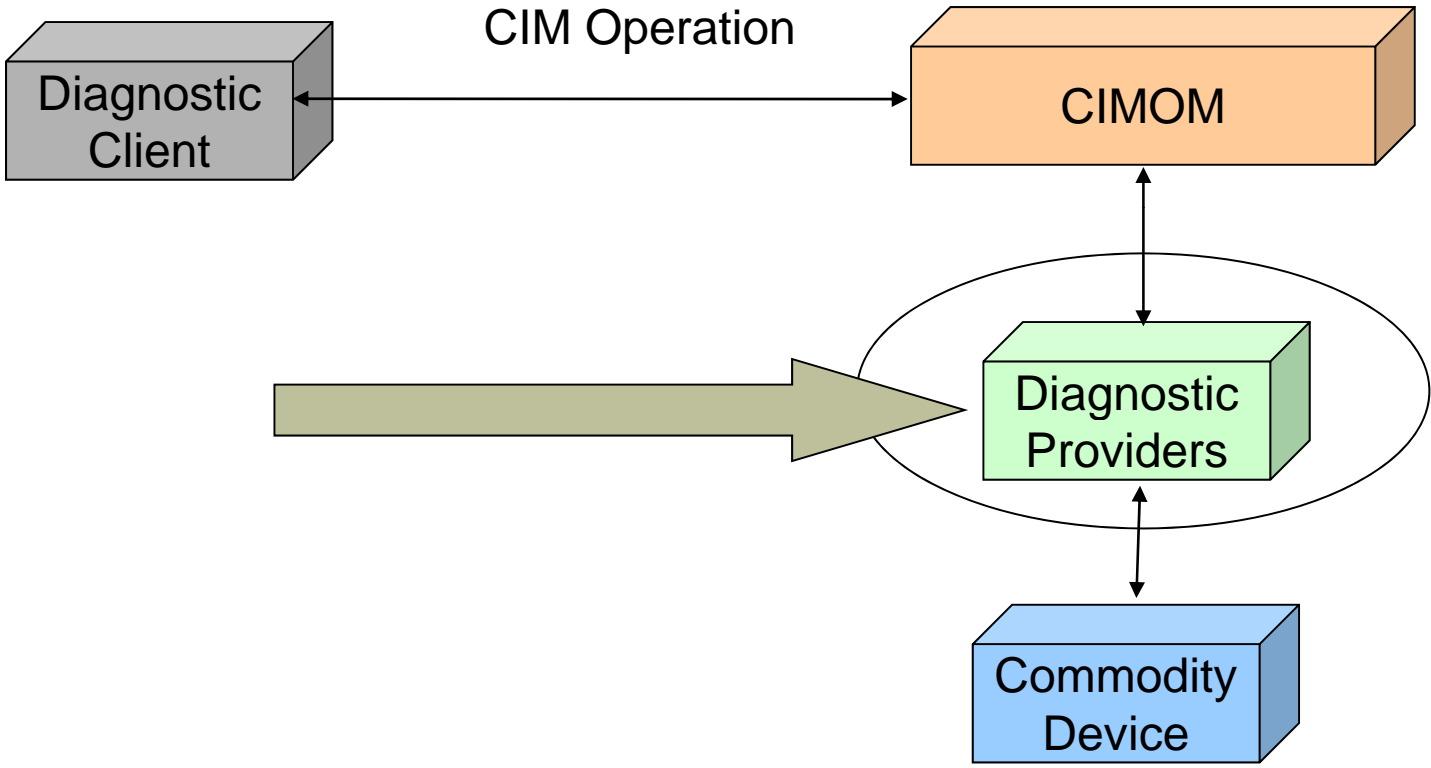 CIM Operation
Diagnostic
Client
CIMOM
Diagnostic
Providers
Commodity
Device